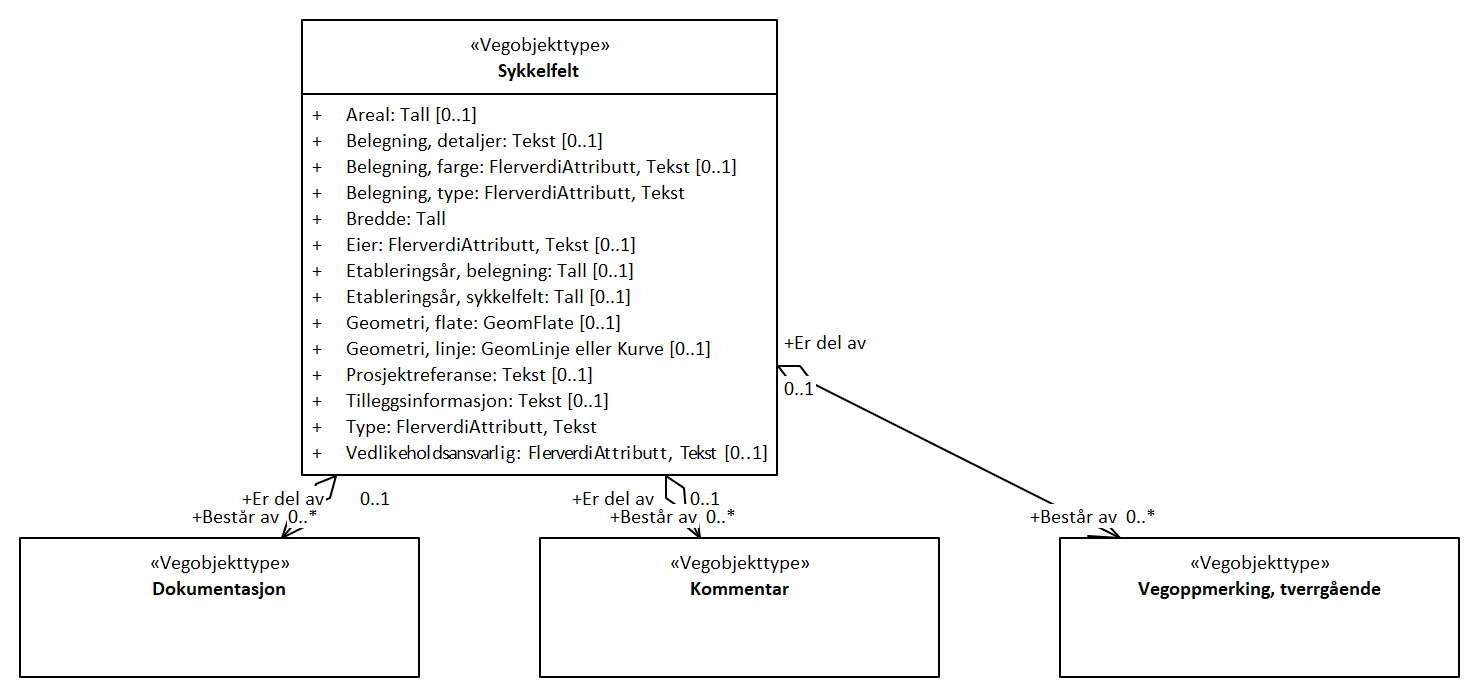 «Vegobjekttype»
Sykkelfelt
+ Areal: Tall [0..1]
+ Belegning, detaljer: Tekst [0..1]
+ Belegning, farge: FlerverdiAttributt, Tekst [0..1]
+ Belegning, type: FlerverdiAttributt, Tekst
+ Bredde: Tall
+ Eier: FlerverdiAttributt, Tekst [0..1]
+ Etableringsår, belegning: Tall [0..1]
+ Etableringsår, sykkelfelt: Tall [0..1]
+ Geometri, flate: GeomFlate [0..1]
+ Geometri, linje: GeomLinje eller Kurve [0..1]
+ Prosjektreferanse: Tekst [0..1]
+ Tilleggsinformasjon: Tekst [0..1]
+ Type: FlerverdiAttributt, Tekst
+ Vedlikeholdsansvarlig: FlerverdiAttributt, Tekst [0..1]
+Er del av
0..1
+Er del av 0..1
+Består av 0..*
+Er del av 0..1
+Består av 0..*
+Består av 0..*
«Vegobjekttype»
Dokumentasjon
«Vegobjekttype»
Kommentar
«Vegobjekttype»
Vegoppmerking, tverrgående